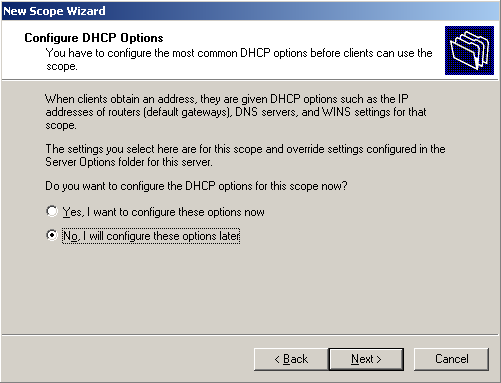 New Scope Wizard
Configure DHCP Options
You have to configure the most common DHCP options before clients can use the
scope.
When clients obtain an address, they are given DHCP options such as the IP
addresses of routers (default gateways), DNS servers, and WINS settings for that
scope.
The settings you select here are for this scope and override settings configured in the
Server Options folder for this server.
Do you want to configure the DHCP options for this scope now?
Yes, I want to configure these options now
No, I will configure these options later
< Back
Next >
Cancel